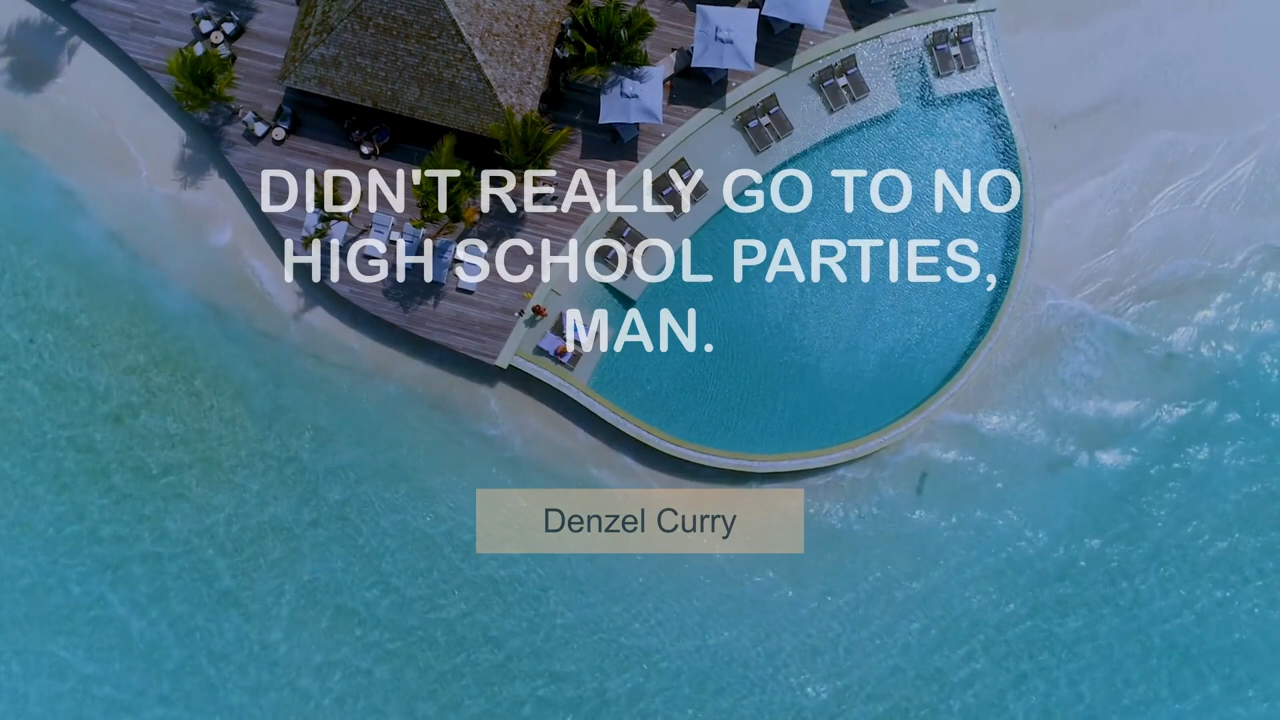 DIDN'T REALLY GO TO NO
HIGH SCHOOL PARTIES,
MAN.
Denzel Curry